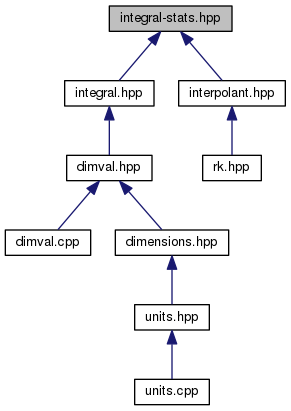 integral-stats.hpp
integral.hpp
interpolant.hpp
dimval.hpp
rk.hpp
dimval.cpp
dimensions.hpp
units.hpp
units.cpp